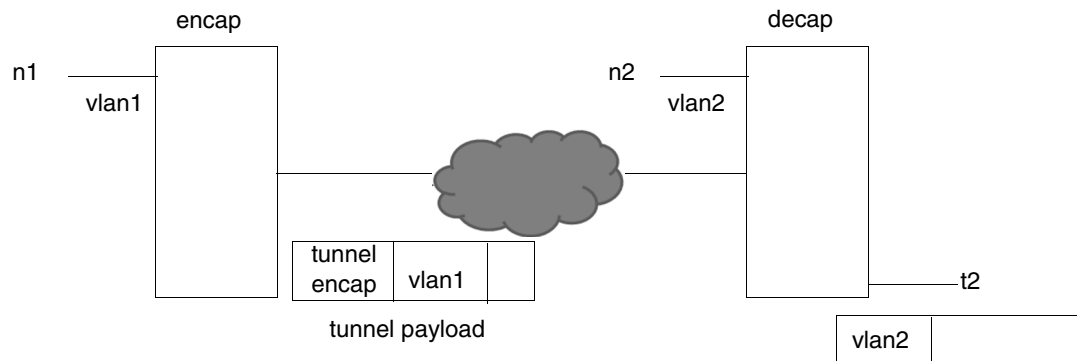 encap
decap
n1
n2
vlan1
vlan2
tunnel
encap
vlan1
t2
tunnel payload
vlan2